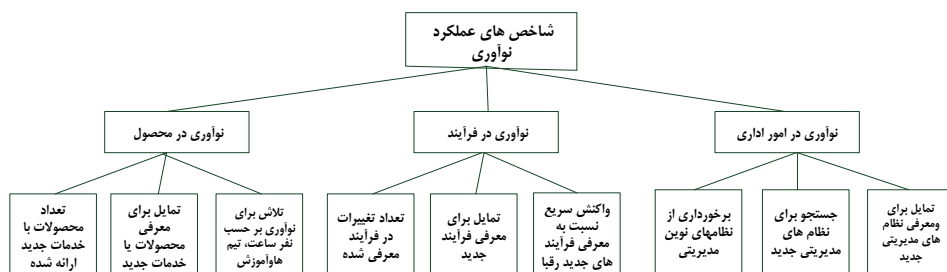 شاخص های عملکرد
نوآوری
نوآوری در امور اداری
نوآوری در فرآیند
نوآوری در محصول
تمایل برای
ومعرفی نظام
های مدیریتی
جدید
جستجو برای
نظام های
مدیریتی جدید
برخورداری از
نظامهای نوین
مدیریتی
واکنش سریع
نسبت به
معرفی فرآیند
های جدید رقبا
تمایل برای
معرفی فرآیند
جدید
تعداد تغییرات
در فرآیند
معرفی شده
تلاش برای
نوآوری بر حسب
نفر ساعت، تیم
هاوآموزش
تمایل برای
معرفی
محصولات یا
خدمات جدید
تعداد
محصولات با
خدمات جدید
ارائه شده